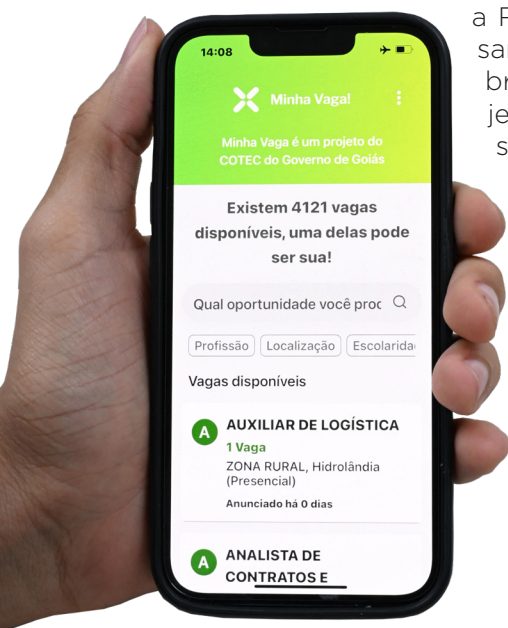 14:08
Minha Vaga!
Minha Vaga é um projeto do
COTEC do Governo de Goiás
Existem 4121 vagas
disponíveis, uma delas pode
ser sua!
Qual oportunidade você proc
Profissão Localização Escolarida
Vagas disponíveis
A AUXILIAR DE LOGÍSTICA
1 Vaga
ZONA RURAL, Hidrolândia
(Presencial)
Anunciado há 0 dias
A ANALISTA DE
CONTRATOS E
a